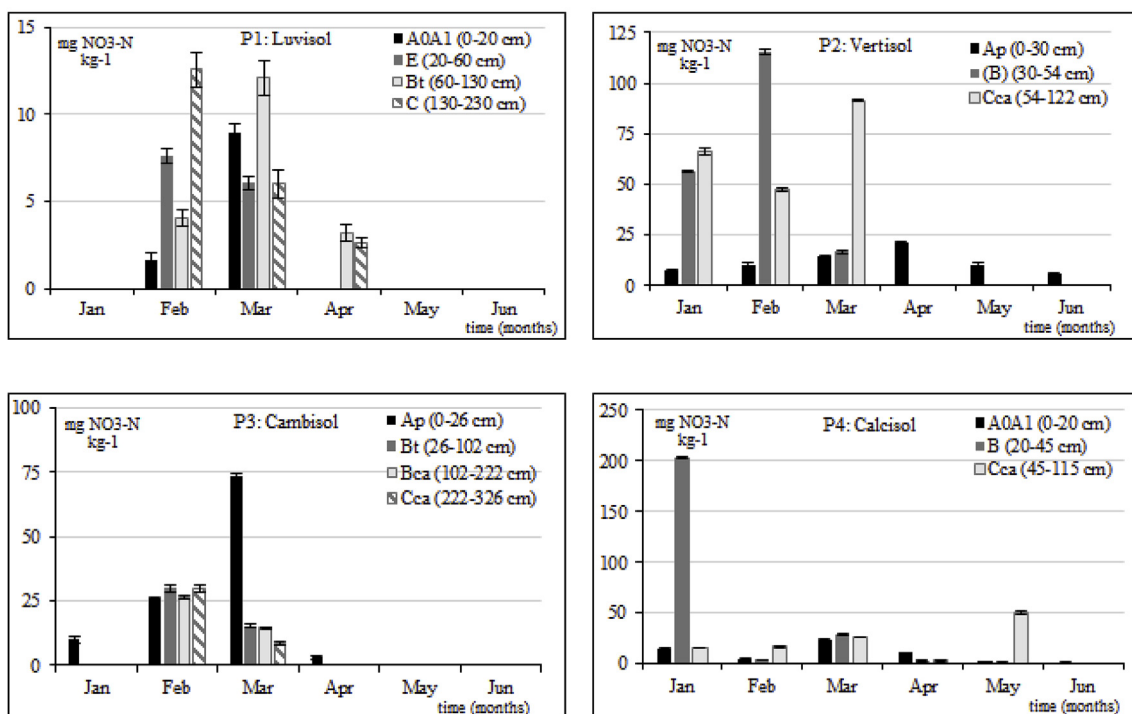 P1: Luvisol
mg NO3-N
kg-1
A0A1 (0-20 cm)
E (20-60 cm)
Bt (60-130 cm)
C (130-230 cm)
15
10
5
0
Jan Feb Mar Apr May Jun
time (months)
P2: Vertisol
mg NO3-N
kg-1
Ap (0-30 cm)
(B) (30-54 cm)
Cca (54-122 cm)
125
100
75
50
25
0
Jan Feb Mar Apr May Jun
time (months)
P3: Cambisol
mg NO3-N
kg-1
Ap (0-26 cm)
Bt (26-102 cm)
Bca (102-222 cm)
Cca (222-326 cm)
100
75
50
25
0
Jan Feb Mar Apr May Jun
time (months)
P4: Calcisol
mg NO3-N
kg-1
A0A1 (0-20 cm)
B (20-45 cm)
Cca (45-115 cm)
250
200
150
100
50
0
Jan Feb Mar Apr May Jun
time (months)